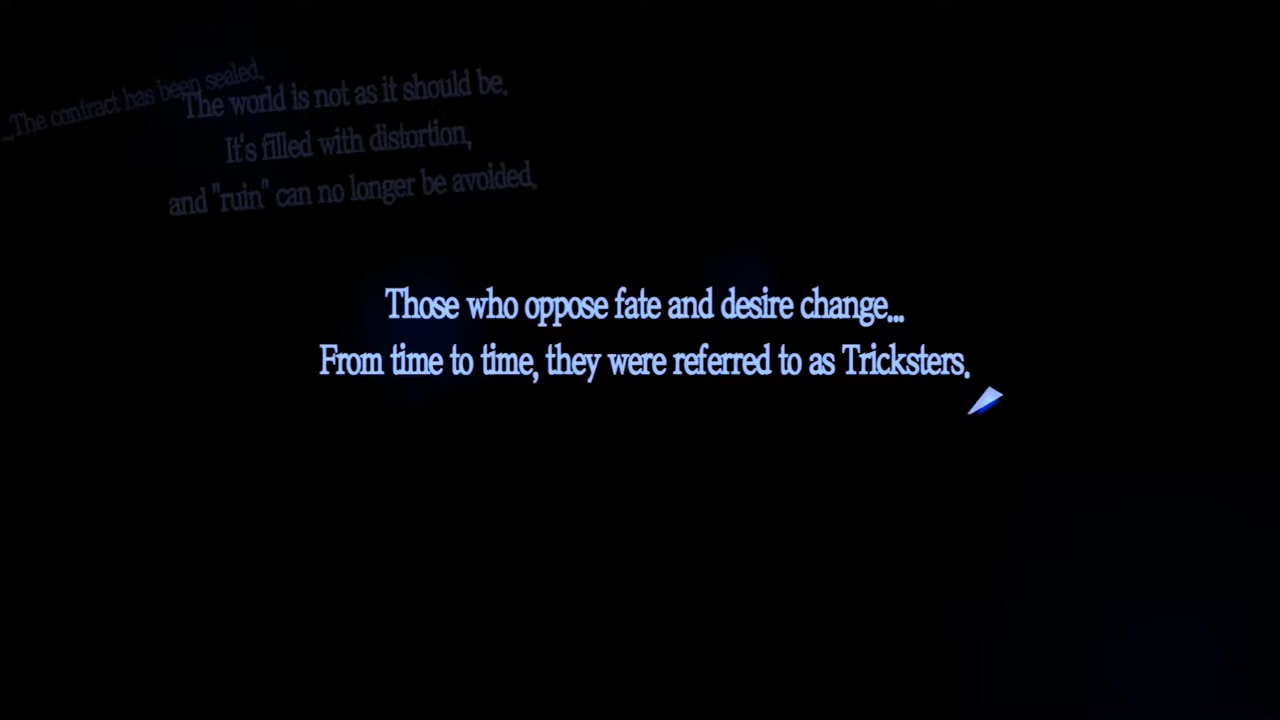 ...The contract has been sealed.
The world is not as it should be.
It's filled with distortion,
and "ruin" can no longer be avoided.
Those who oppose fate and desire change...
From time to time, they were referred to as Tricksters.